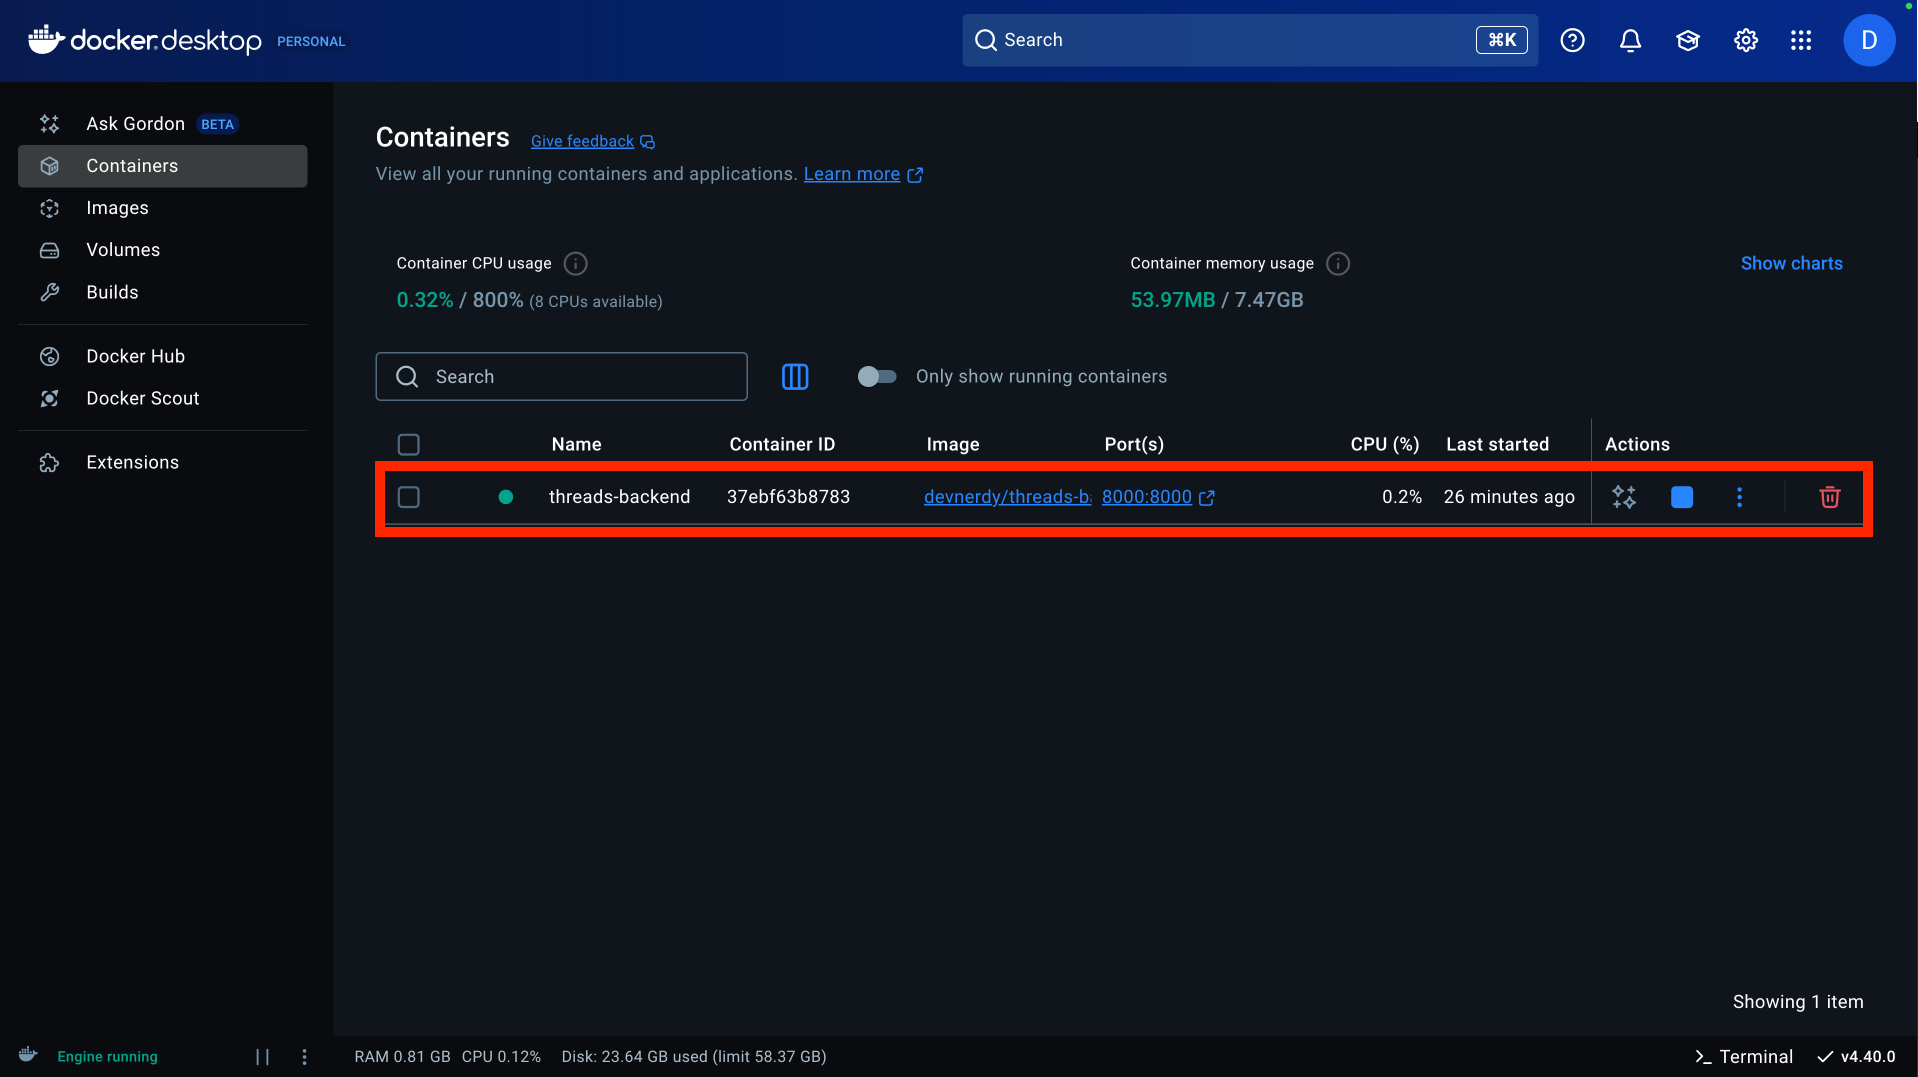 docker.desktop PERSONAL
Search ⌘K
D
Ask Gordon BETA
Containers
Images
Volumes
Builds
Docker Hub
Docker Scout
Extensions
Containers Give feedback
View all your running containers and applications. Learn more
Container CPU usage
0.32% / 800% (8 CPUs available)
Container memory usage
53.97MB / 7.47GB
Show charts
Search
Only show running containers
Name Container ID Image Port(s) CPU (%) Last started Actions
threads-backend 37ebf63b8783 devnerdy/threads-b 8000:8000 0.2% 26 minutes ago
Showing 1 item
Engine running
RAM 0.81 GB CPU 0.12% Disk: 23.64 GB used (limit 58.37 GB)
Terminal v4.40.0